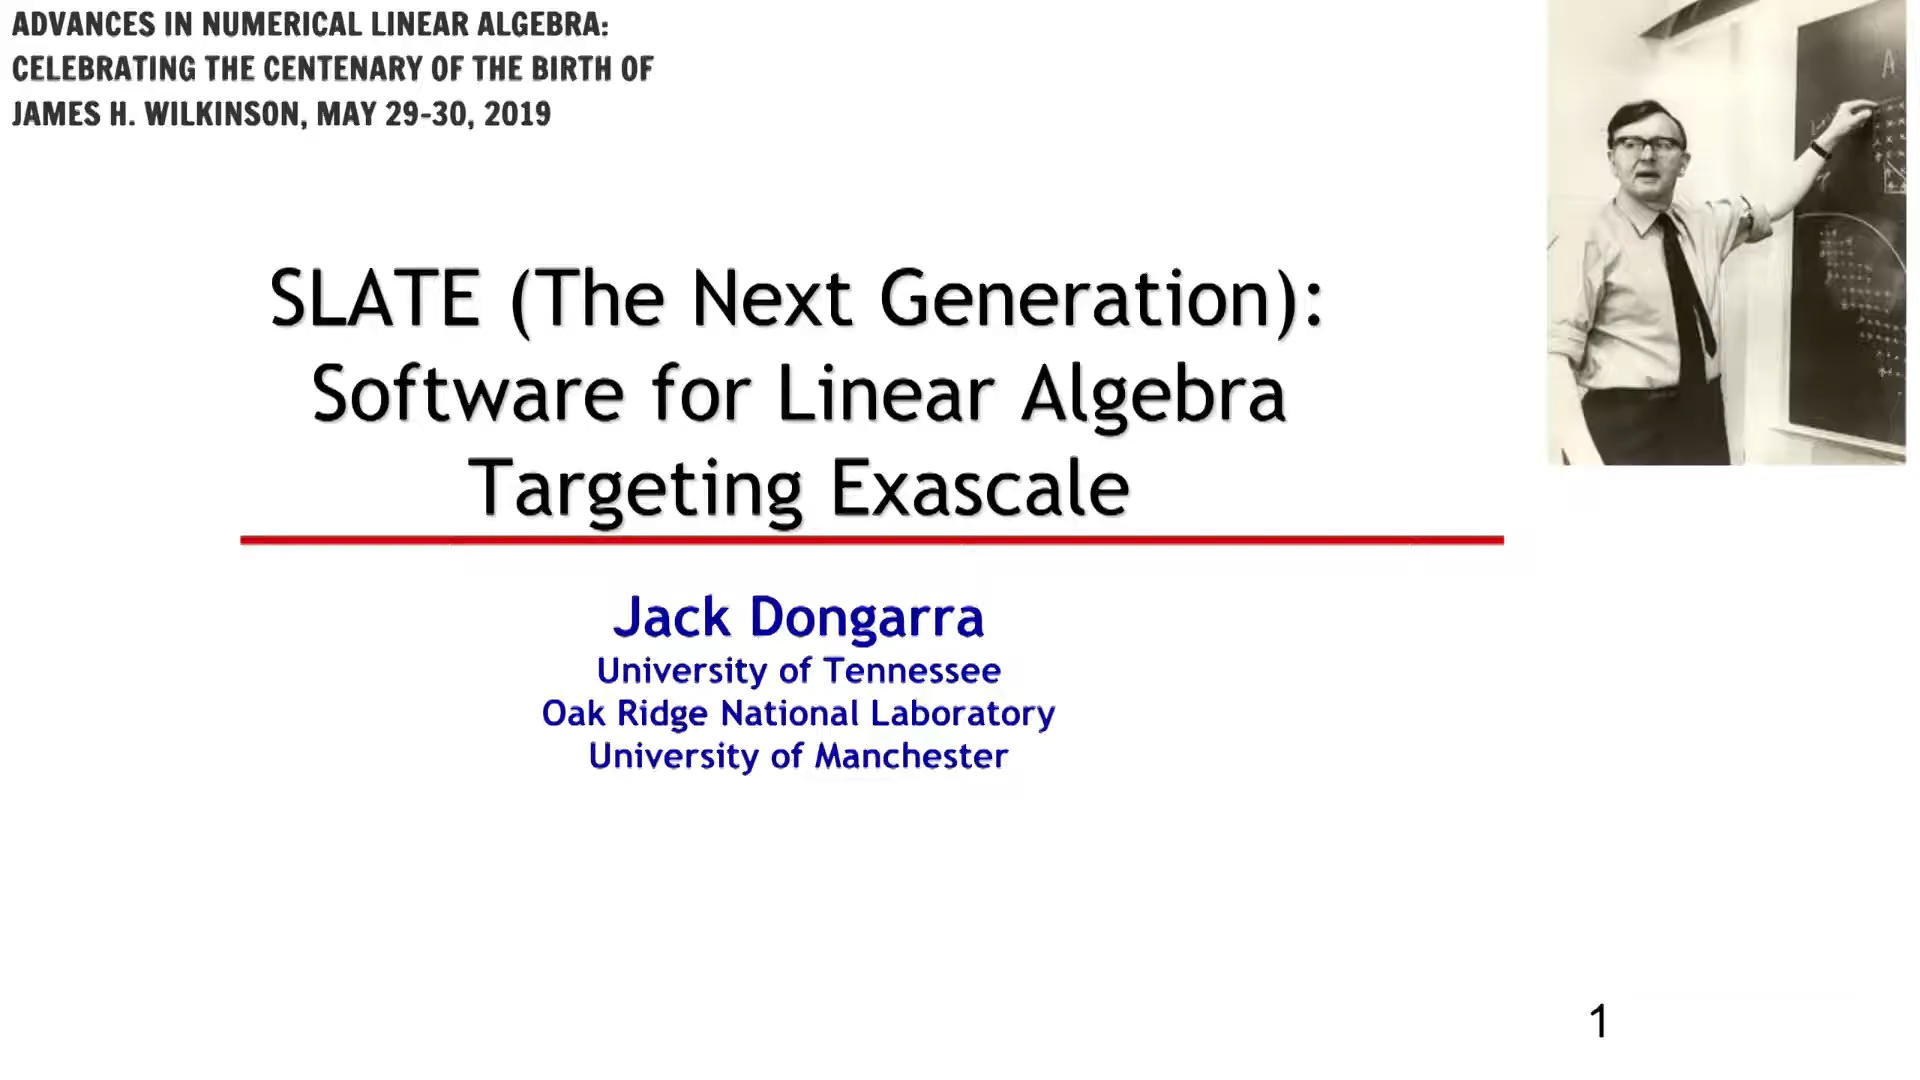 ADVANCES IN NUMERICAL LINEAR ALGEBRA:
CELEBRATING THE CENTENARY OF THE BIRTH OF
JAMES H. WILKINSON, MAY 29-30, 2019
SLATE (The Next Generation):
Software for Linear Algebra
Targeting Exascale
Jack Dongarra
University of Tennessee
Oak Ridge National Laboratory
University of Manchester
1